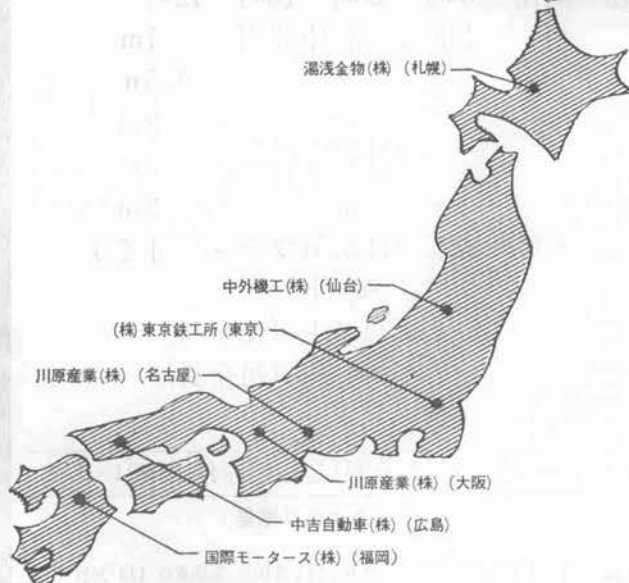 湯浅金物(株) (札幌)
中外機工(株) (仙台)
(株)東京鉄工所(東京)
川原産業(株) (名古屋)
川原産業(株) (大阪)
中吉自動車(株) (広島)
国際モータース(株) (福岡)